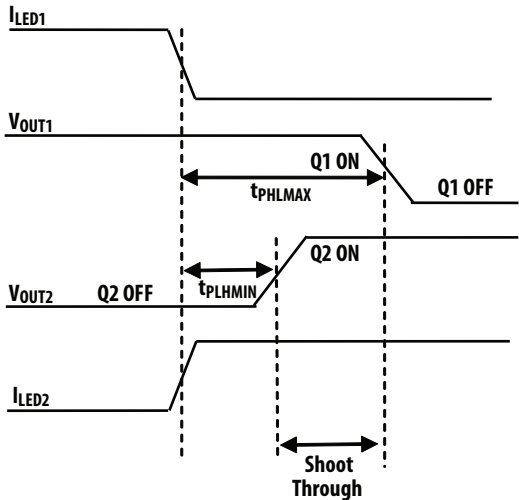 ILED1
VOUT1
Q1 ON
Q1 OFF
tPHLMAX
Q2 ON
VOUT2
Q2 OFF
tPLHMIN
ILED2
Shoot
Through